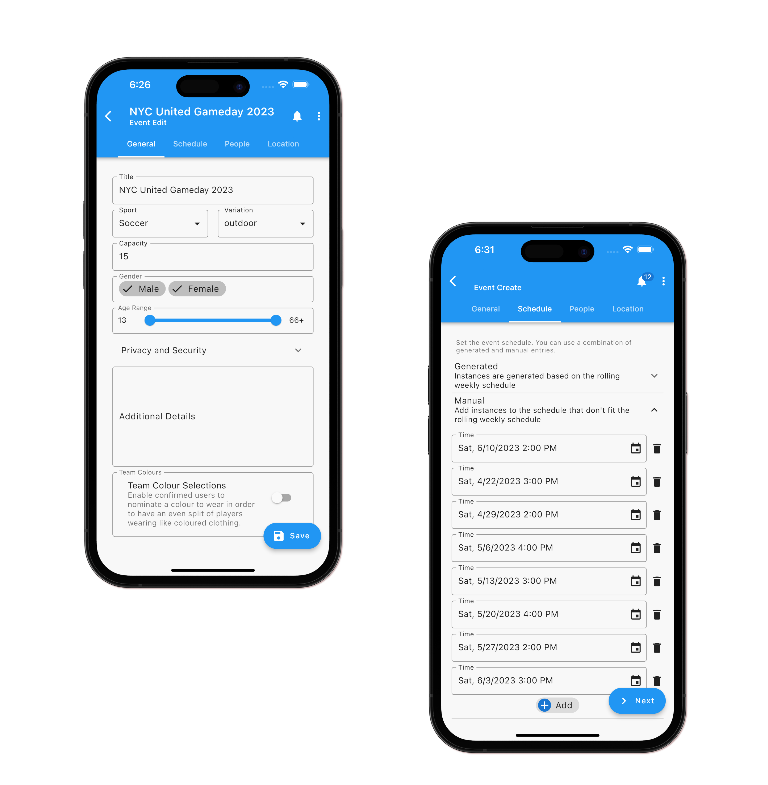 6:26
NYC United Gameday 2023
Event Edit
General Schedule People Location
Title
NYC United Gameday 2023
Sport Variation
Soccer outdoor
Capacity
15
Gender
Male Female
Age Range
13 66+
Privacy and Security
Additional Details
Team Colours
Team Colour Selections
Enable confirmed users to
nominate a colour to wear in order
to have an even split of players
wearing like coloured clothing.
Save
6:31
12
Event Create
General Schedule People Location
Set the event schedule. You can use a combination of
generated and manual entries.
Generated
Instances are generated based on the rolling
weekly schedule
Manual
Add instances to the schedule that don't fit the
rolling weekly schedule
Time
Sat, 6/10/2023 2:00 PM
Time
Sat, 4/22/2023 3:00 PM
Time
Sat, 4/29/2023 2:00 PM
Time
Sat, 5/6/2023 4:00 PM
Time
Sat, 5/13/2023 3:00 PM
Time
Sat, 5/20/2023 4:00 PM
Time
Sat, 5/27/2023 2:00 PM
Time
Sat, 6/3/2023 3:00 PM
Add
Next